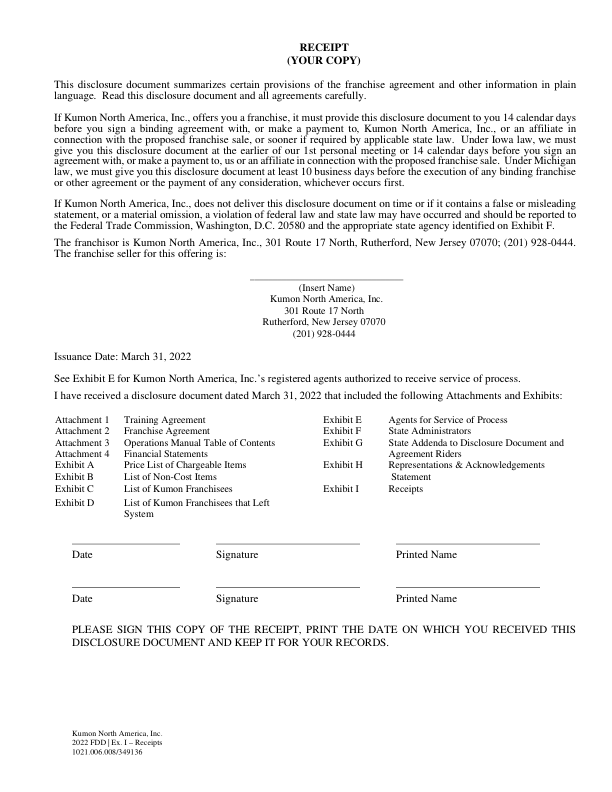 RECEIPT
(YOUR COPY)
This disclosure document summarizes certain provisions of the franchise agreement and other information in plain
language. Read this disclosure document and all agreements carefully.
If Kumon North America, Inc., offers you a franchise, it must provide this disclosure document to you 14 calendar days
before you sign a binding agreement with, or make a payment to, Kumon North America, Inc., or an affiliate in
connection with the proposed franchise sale, or sooner if required by applicable state law. Under Iowa law, we must
give you this disclosure document at the earlier of our 1st personal meeting or 14 calendar days before you sign an
agreement with, or make a payment to, us or an affiliate in connection with the proposed franchise sale. Under Michigan
law, we must give you this disclosure document at least 10 business days before the execution of any binding franchise
or other agreement or the payment of any consideration, whichever occurs first.
If Kumon North America, Inc., does not deliver this disclosure document on time or if it contains a false or misleading
statement, or a material omission, a violation of federal law and state law may have occurred and should be reported to
the Federal Trade Commission, Washington, D.C. 20580 and the appropriate state agency identified on Exhibit F.
The franchisor is Kumon North America, Inc., 301 Route 17 North, Rutherford, New Jersey 07070; (201) 928-0444.
The franchise seller for this offering is:
(Insert Name)
Kumon North America, Inc.
301 Route 17 North
Rutherford, New Jersey 07070
(201) 928-0444
Issuance Date: March 31, 2022
See Exhibit E for Kumon North America, Inc.'s registered agents authorized to receive service of process.
I have received a disclosure document dated March 31, 2022 that included the following Attachments and Exhibits:
Attachment 1 Training Agreement
Attachment 2 Franchise Agreement
Attachment 3 Operations Manual Table of Contents
Attachment 4 Financial Statements
Exhibit A Price List of Chargeable Items
Exhibit B List of Non-Cost Items
Exhibit C List of Kumon Franchisees
Exhibit D List of Kumon Franchisees that Left
System
Exhibit E Agents for Service of Process
Exhibit F State Administrators
Exhibit G State Addenda to Disclosure Document and
Agreement Riders
Exhibit H Representations & Acknowledgements
Statement
Exhibit I Receipts
Date Signature Printed Name
Date Signature Printed Name
PLEASE SIGN THIS COPY OF THE RECEIPT, PRINT THE DATE ON WHICH YOU RECEIVED THIS
DISCLOSURE DOCUMENT AND KEEP IT FOR YOUR RECORDS.
Kumon North America, Inc.
2022 FDD | Ex. I – Receipts
1021.006.008/349136